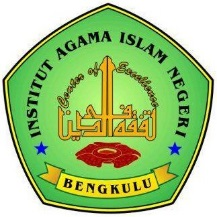 INSTITUT AGAMA ISLAM NEGERI
Center of Excellence
BENGKULU